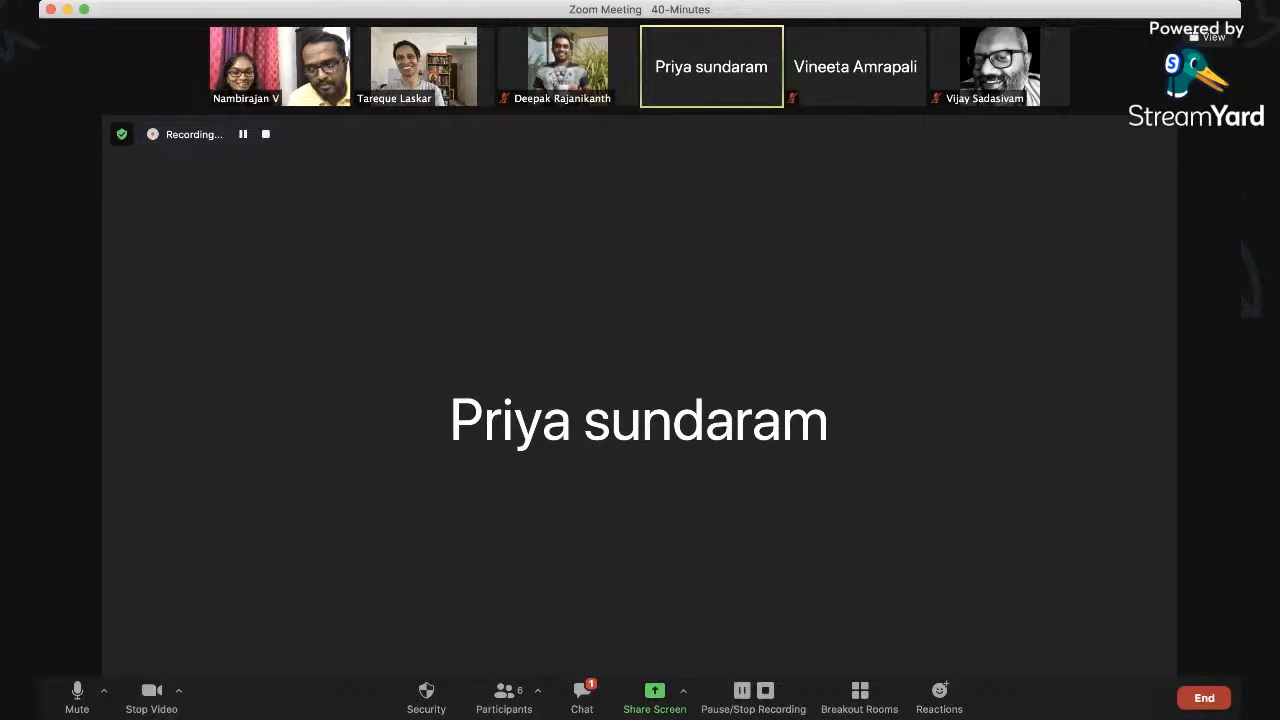 Zoom Meeting 40-Minutes
Powered by
View
StreamYard
Nambirajan V
Tareque Laskar
Deepak Rajanikanth
Priya sundaram
Vineeta Amrapali
Vijay Sadasivam
Recording...
Priya sundaram
Mute
Stop Video
Security
6
Participants
1
Chat
Share Screen
Pause/Stop Recording
Breakout Rooms
Reactions
End